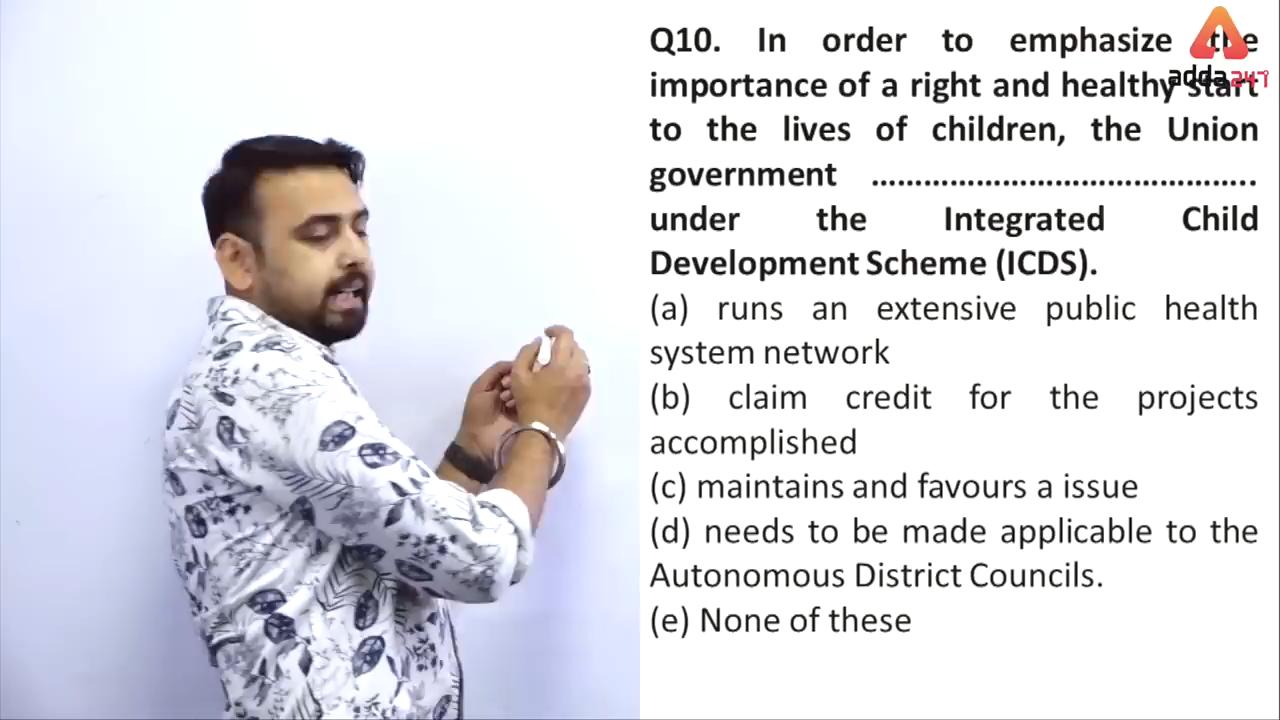 Q10. In order to emphasize the
importance of a right and healthy start
to the lives of children, the Union
government ………………………………………..
under the Integrated Child
Development Scheme (ICDS).
(a) runs an extensive public health
system network
(b) claim credit for the projects
accomplished
(c) maintains and favours a issue
(d) needs to be made applicable to the
Autonomous District Councils.
(e) None of these
adda247